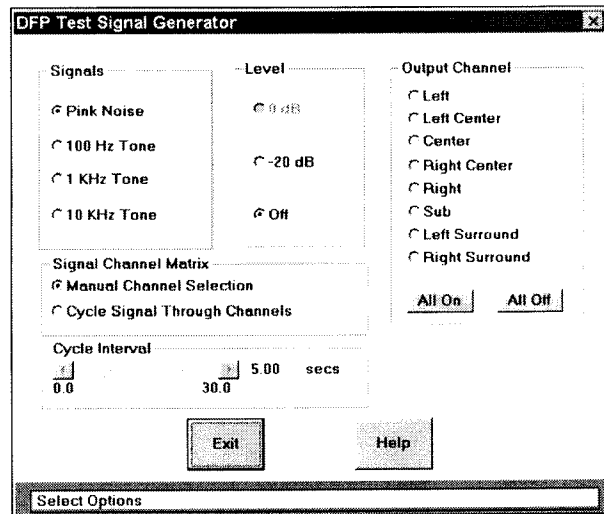 DFP Test Signal Generator
Signals
Pink Noise
100 Hz Tone
1 KHz Tone
10 KHz Tone
Level
0 dB
-20 dB
Off
Output Channel
Left
Left Center
Center
Right Center
Right
Sub
Left Surround
Right Surround
All On
All Off
Signal Channel Matrix
Manual Channel Selection
Cycle Signal Through Channels
Cycle Interval
5.00 secs
0.0 30.0
Exit
Help
Select Options